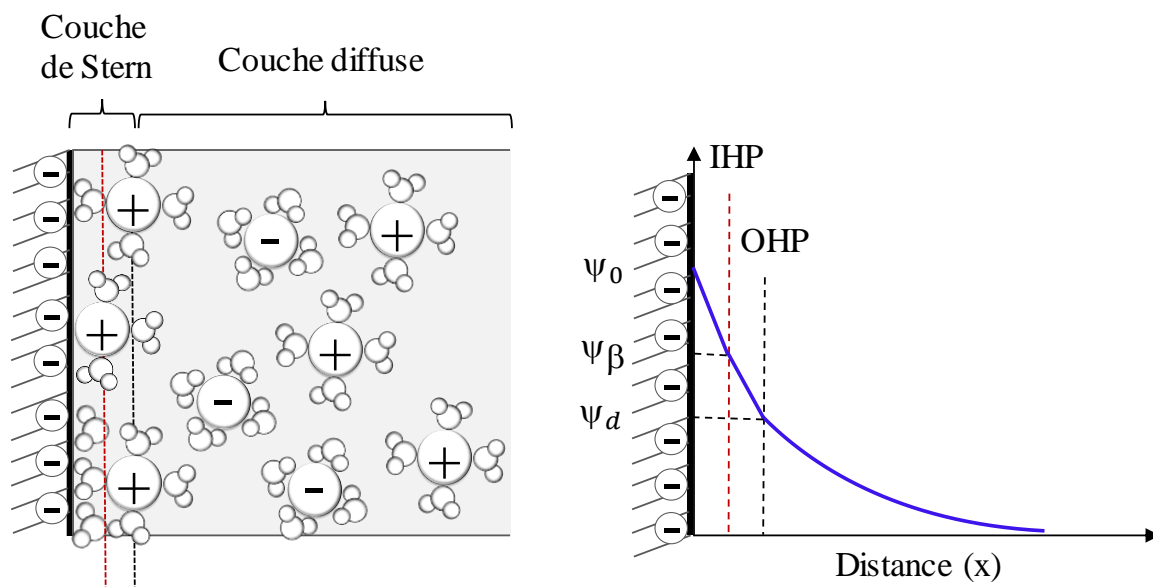 Couche
de Stern
Couche diffuse
- + - + - + - + - + - +
IHP
OHP
ψ₀
ψβ
ψd
Distance (x)